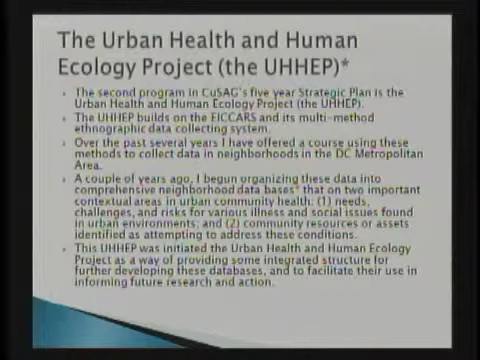 The Urban Health and Human
Ecology Project (the UHHEP)*
The second program in CuSAG's five year Strategic Plan is the
Urban Health and Human Ecology Project (the UHHEP).
The UHHEP builds on the EICCARS and its multi-method
ethnographic data collecting system.
Over the past several years I have offered a course using these
methods to collect data in neighborhoods in the DC Metropolitan
Area.
A couple of years ago, I begun organizing these data into
comprehensive neighborhood data bases* that on two important
contextual areas in urban community health: (1) needs,
challenges, and risks for various illness and social issues found
in urban environments; and (2) community resources or assets
identified as attempting to address these conditions.
This UHHEP was initiated the Urban Health and Human Ecology
Project as a way of providing some integrated structure for
further developing these databases, and to facilitate their use in
informing future research and action.